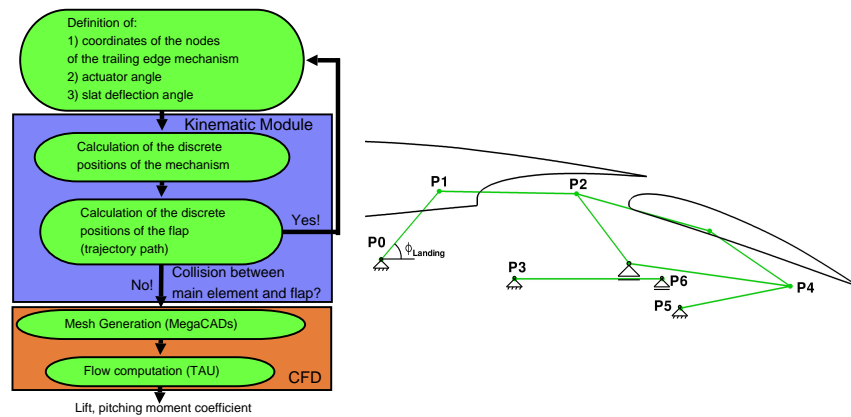 Definition of:
1) coordinates of the nodes
of the trailing edge mechanism
2) actuator angle
3) slat deflection angle
Kinematic Module
Calculation of the discrete
positions of the mechanism
Calculation of the discrete
positions of the flap
(trajectory path)
Yes!
No!
Collision between
main element and flap?
Mesh Generation (MegaCADs)
Flow computation (TAU)
CFD
Lift, pitching moment coefficient
P1
P2
P0
ϕLanding
P3
P6
P5
P4